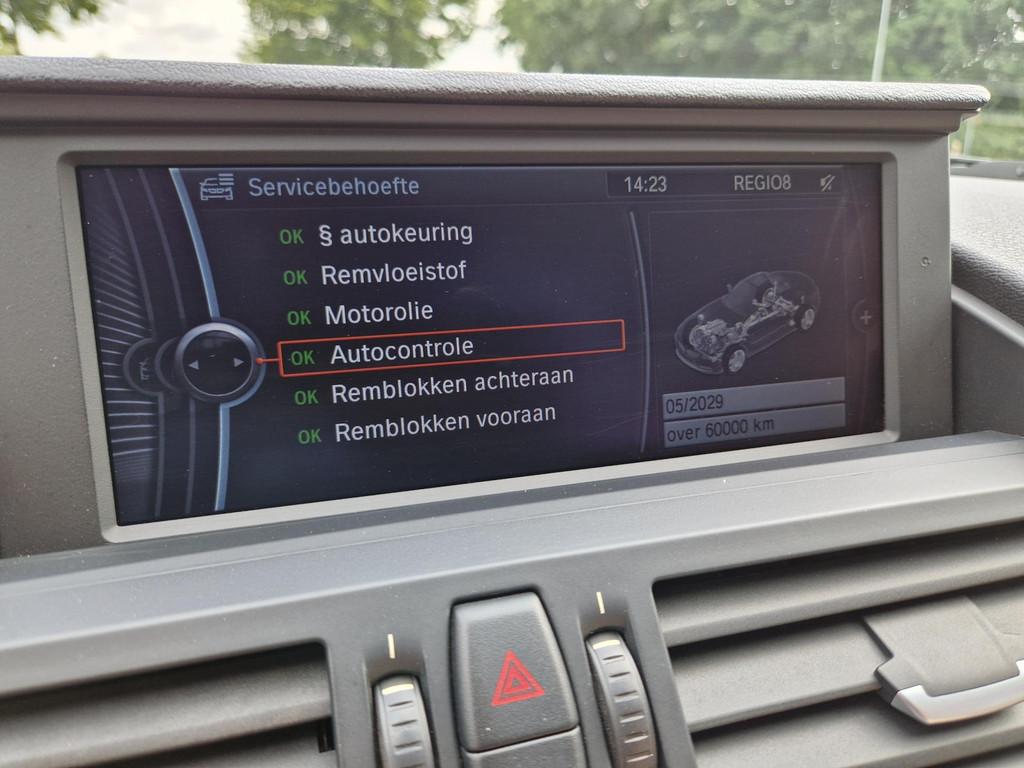 Servicebehoefte
14:23 REGIO8
OK § autokeuring
OK Remvloeistof
OK Motorolie
OK Autocontrole
OK Remblokken achteraan
OK Remblokken vooraan
05/2029
over 60000 km